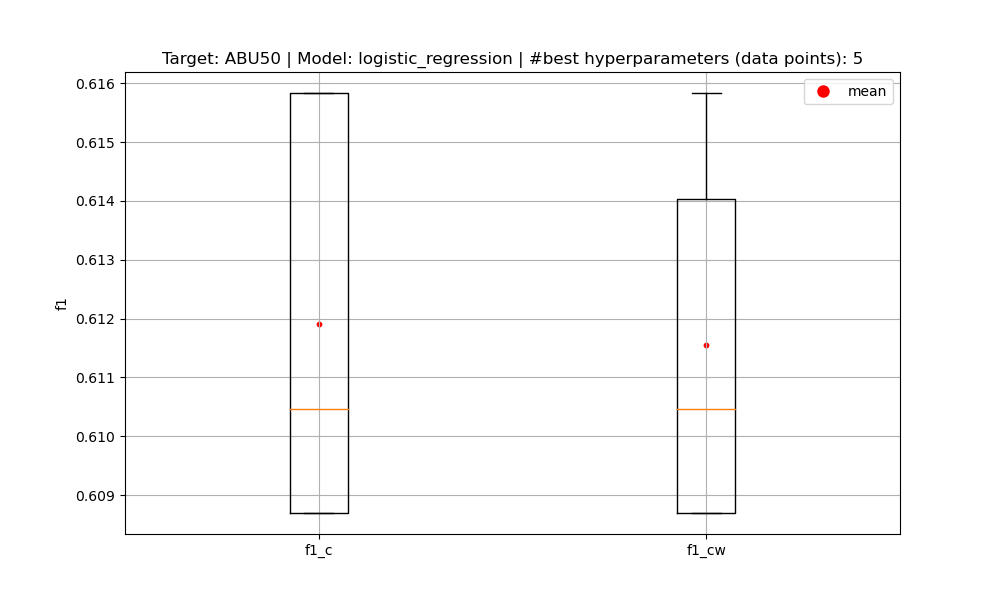 Target: ABU50 | Model: logistic_regression | #best hyperparameters (data points): 5
mean
0.616
0.615
0.614
0.613
0.612
0.611
0.610
0.609
f1
f1_c
f1_cw